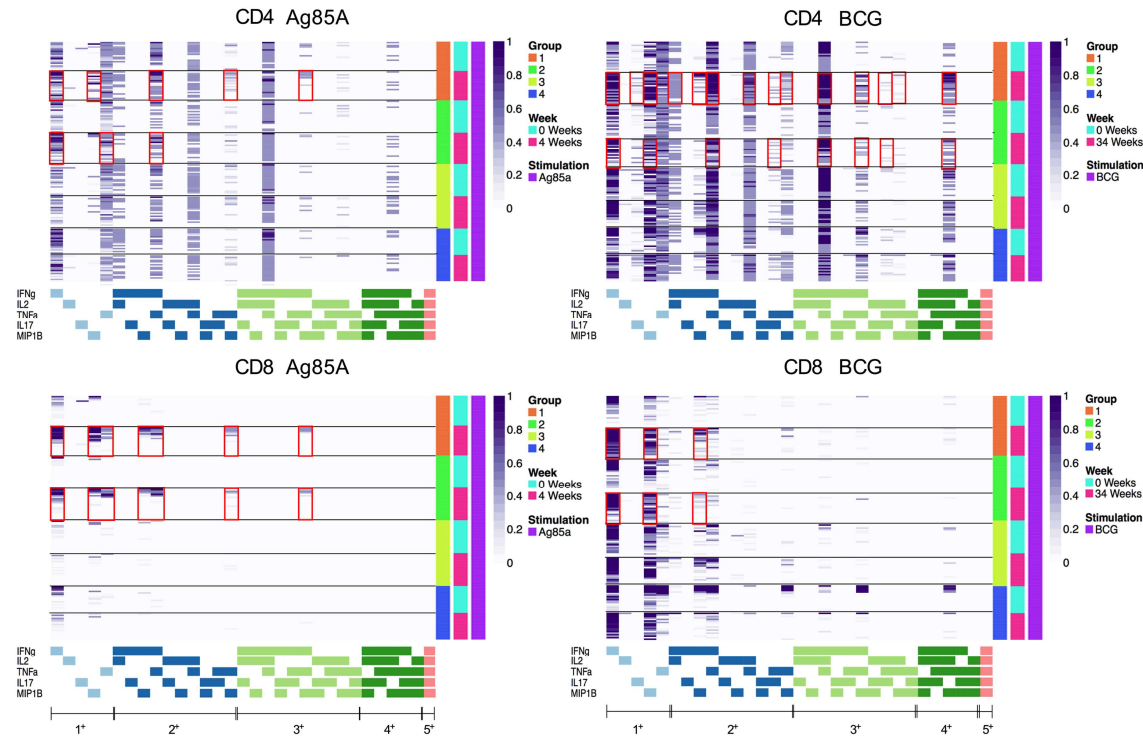 CD4 Ag85A
1
0.8
0.6
0.4
0.2
0
Group
1
2
3
4
Week
0 Weeks
4 Weeks
Stimulation
Ag85a
IFNg
IL2
TNFa
IL17
MIP1B
CD4 BCG
1
0.8
0.6
0.4
0.2
0
Group
1
2
3
4
Week
0 Weeks
34 Weeks
Stimulation
BCG
IFNg
IL2
TNFa
IL17
MIP1B
CD8 Ag85A
1
0.8
0.6
0.4
0.2
0
Group
1
2
3
4
Week
0 Weeks
4 Weeks
Stimulation
Ag85a
IFNg
IL2
TNFa
IL17
MIP1B
1+ 2+ 3+ 4+ 5+
CD8 BCG
1
0.8
0.6
0.4
0.2
0
Group
1
2
3
4
Week
0 Weeks
34 Weeks
Stimulation
BCG
IFNg
IL2
TNFa
IL17
MIP1B
1+ 2+ 3+ 4+ 5+